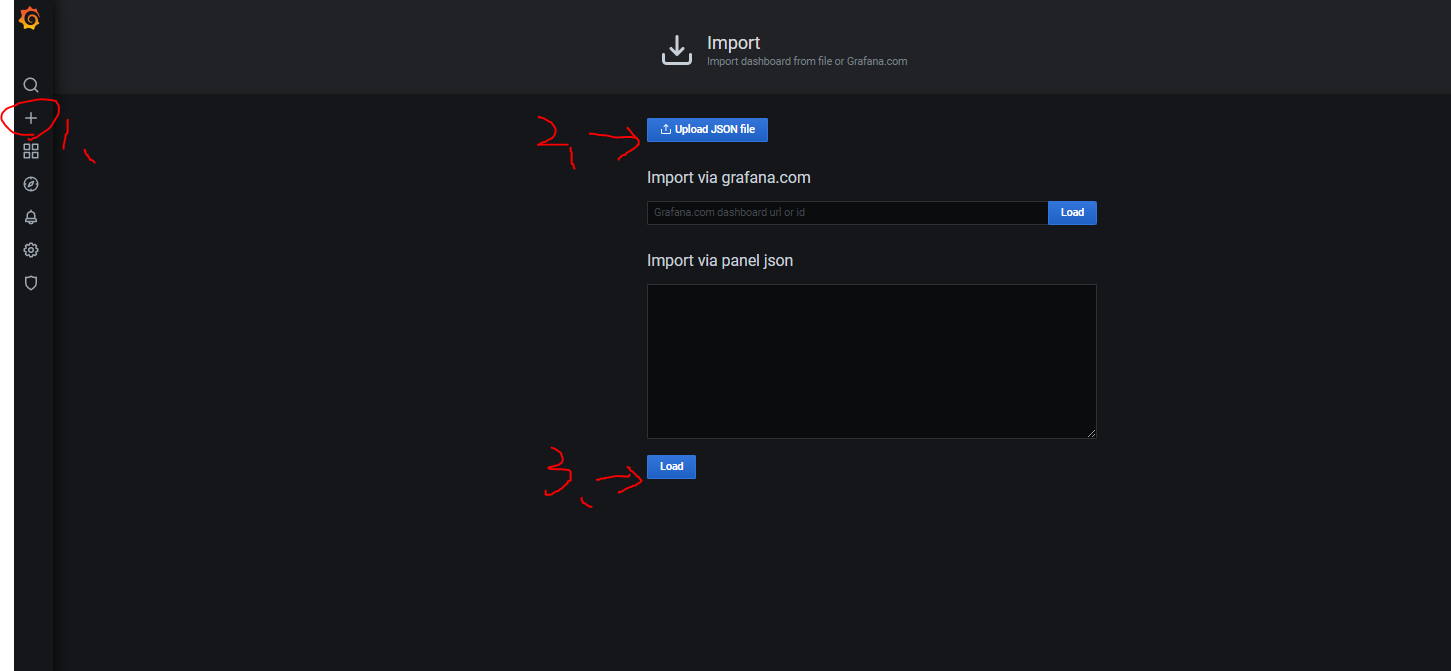 Import
Import dashboard from file or Grafana.com
1、
2、
Upload JSON file
Import via grafana.com
Grafana.com dashboard url or id
Load
Import via panel json
3、
Load